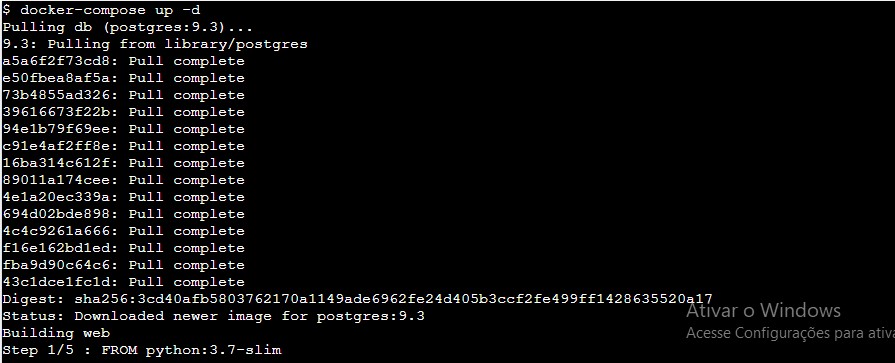 $ docker-compose up -d
Pulling db (postgres:9.3)...
9.3: Pulling from library/postgres
a5a6f2f73cd8: Pull complete
e50fbea8af5a: Pull complete
73b4855ad326: Pull complete
39616673f22b: Pull complete
94e1b79f69ee: Pull complete
c91e4af2ff8e: Pull complete
16ba314c612f: Pull complete
89011a174cee: Pull complete
4e1a20ec339a: Pull complete
694d02bde898: Pull complete
4c4c9261a666: Pull complete
f16e162bd1ed: Pull complete
fba9d90c64c6: Pull complete
43c1dce1fc1d: Pull complete
Digest: sha256:3cd40afb5803762170a1149ade6962fe24d405b3ccf2fe499ff1428635520a17
Status: Downloaded newer image for postgres:9.3
Building web
Step 1/5 : FROM python:3.7-slim
Ativar o Windows
Acesse Configurações para ativa